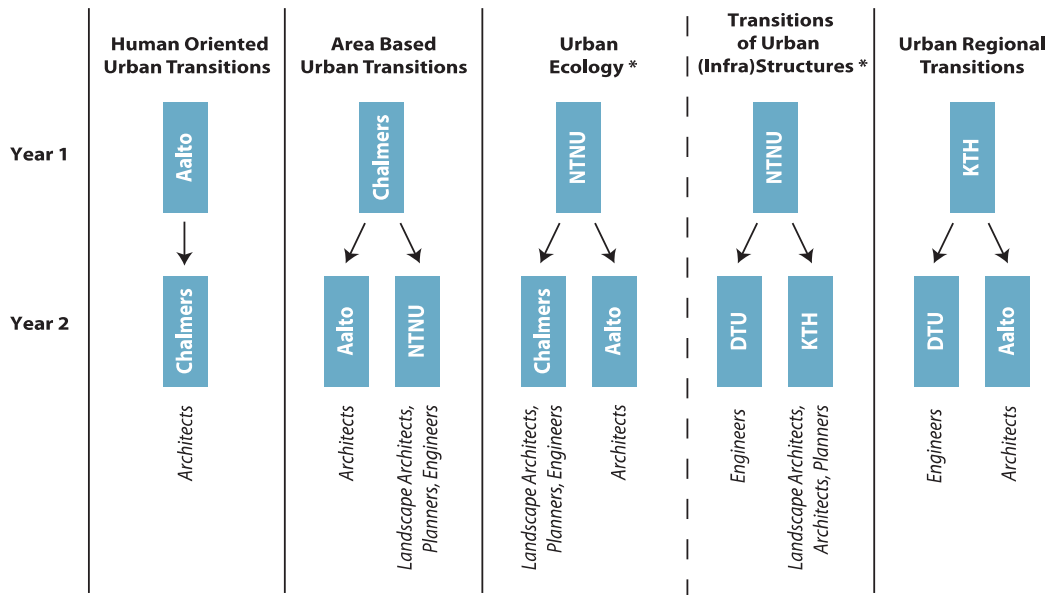 Human Oriented
Urban Transitions
Area Based
Urban Transitions
Urban
Ecology *
Transitions
of Urban
(Infra)Structures *
Urban Regional
Transitions
Year 1
Aalto
Chalmers
NTNU
NTNU
KTH
Year 2
Chalmers
Aalto
NTNU
Chalmers
Aalto
DTU
KTH
DTU
Aalto
Architects
Architects
Landscape Architects,
Planners, Engineers
Landscape Architects,
Planners, Engineers
Architects
Engineers
Landscape Architects,
Architects, Planners
Engineers
Architects